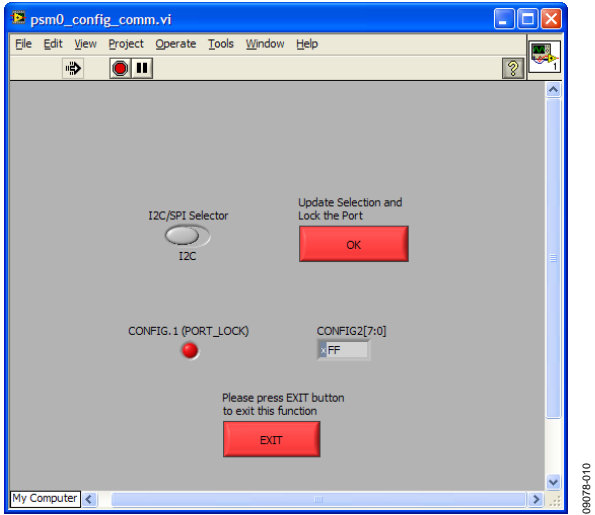 psm0_config_comm.vi
File Edit View Project Operate Tools Window Help
?
1
I2C/SPI Selector
I2C
Update Selection and
Lock the Port
OK
CONFIG.1 (PORT_LOCK)
CONFIG2[7:0]
x FF
Please press EXIT button
to exit this function
EXIT
My Computer
09078-010